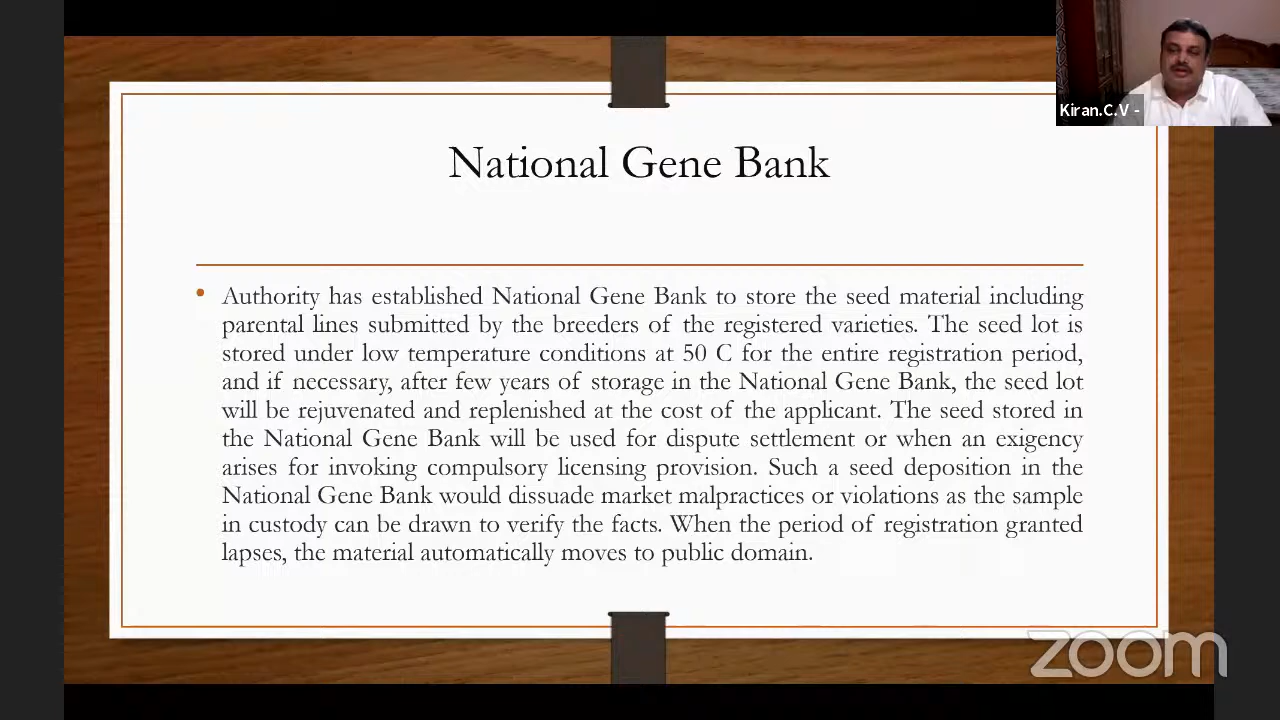 Kiran.C.V -
National Gene Bank
• Authority has established National Gene Bank to store the seed material including
parental lines submitted by the breeders of the registered varieties. The seed lot is
stored under low temperature conditions at 50 C for the entire registration period,
and if necessary, after few years of storage in the National Gene Bank, the seed lot
will be rejuvenated and replenished at the cost of the applicant. The seed stored in
the National Gene Bank will be used for dispute settlement or when an exigency
arises for invoking compulsory licensing provision. Such a seed deposition in the
National Gene Bank would dissuade market malpractices or violations as the sample
in custody can be drawn to verify the facts. When the period of registration granted
lapses, the material automatically moves to public domain.
zoom